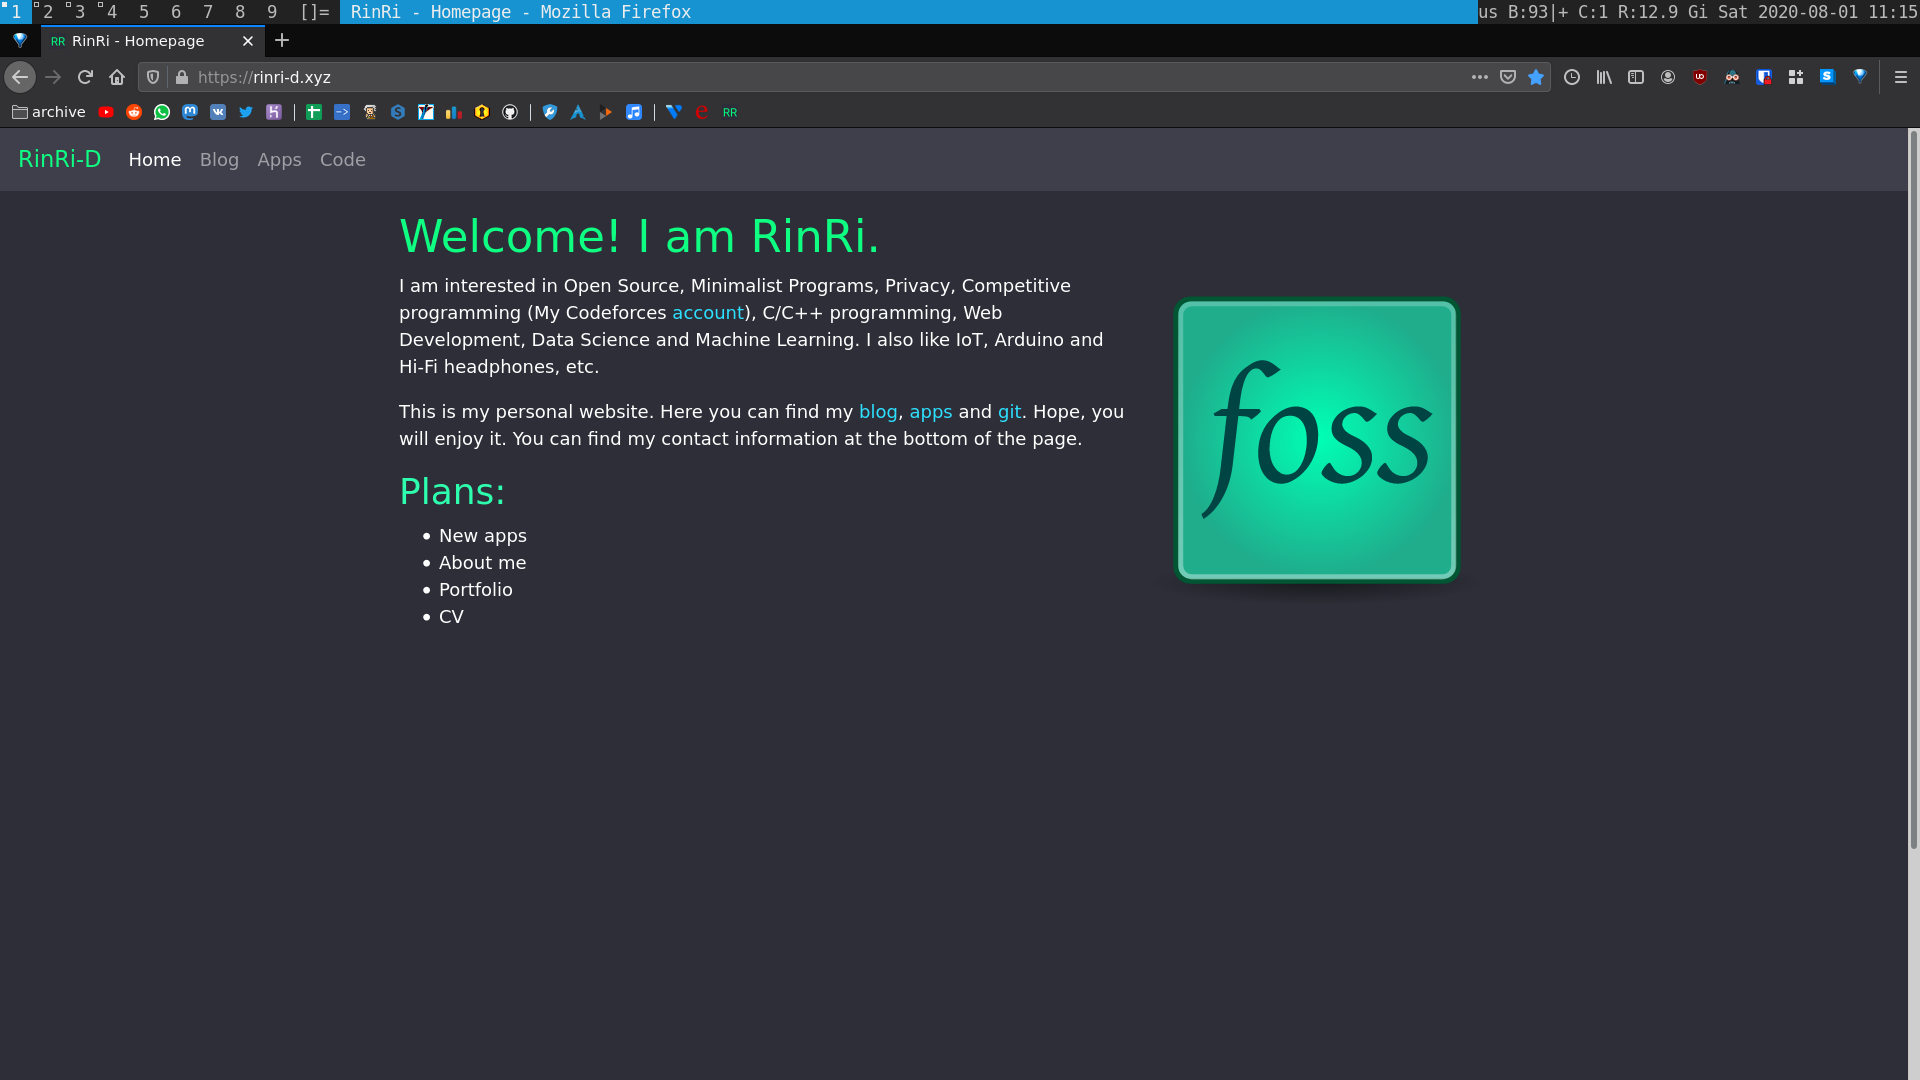 1 2 3 4 5 6 7 8 9 []= RinRi - Homepage - Mozilla Firefox us B:93|+ C:1 R:12.9 Gi Sat 2020-08-01 11:15
RR RinRi - Homepage
https://rinri-d.xyz
archive RR
RinRi-D Home Blog Apps Code
Welcome! I am RinRi.
I am interested in Open Source, Minimalist Programs, Privacy, Competitive
programming (My Codeforces account), C/C++ programming, Web
Development, Data Science and Machine Learning. I also like IoT, Arduino and
Hi-Fi headphones, etc.
This is my personal website. Here you can find my blog, apps and git. Hope, you
will enjoy it. You can find my contact information at the bottom of the page.
foss
Plans:
• New apps
• About me
• Portfolio
• CV